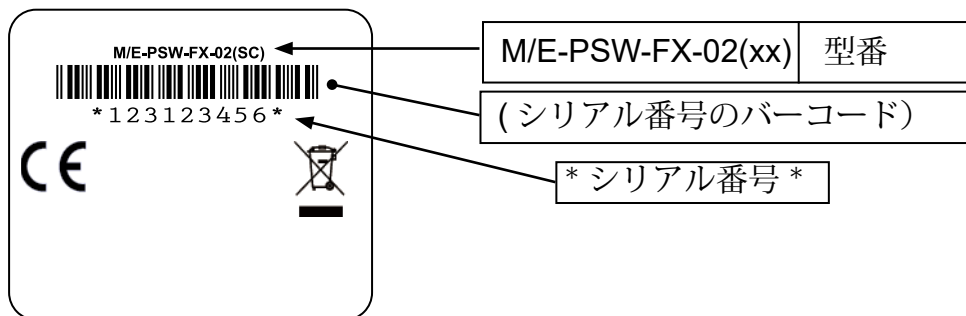 M/E-PSW-FX-02(SC)
*123123456*
CE
M/E-PSW-FX-02(xx) 型番
(シリアル番号のバーコード）
*シリアル番号*